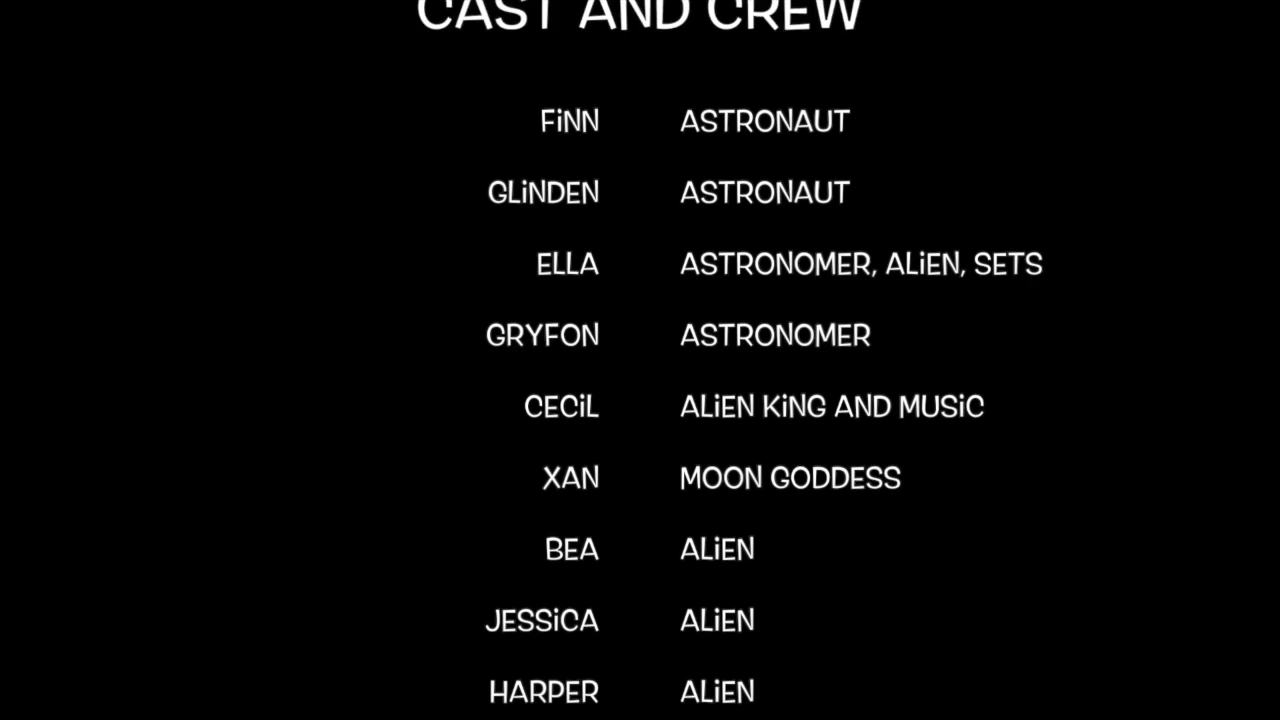 CAST AND CREW
FiNN ASTRONAUT
GLiNDEN ASTRONAUT
ELLA ASTRONOMER, ALiEN, SETS
GRYFON ASTRONOMER
CECiL ALiEN KiNG AND MUSiC
XAN MOON GODDESS
BEA ALiEN
JESSiCA ALiEN
HARPER ALiEN